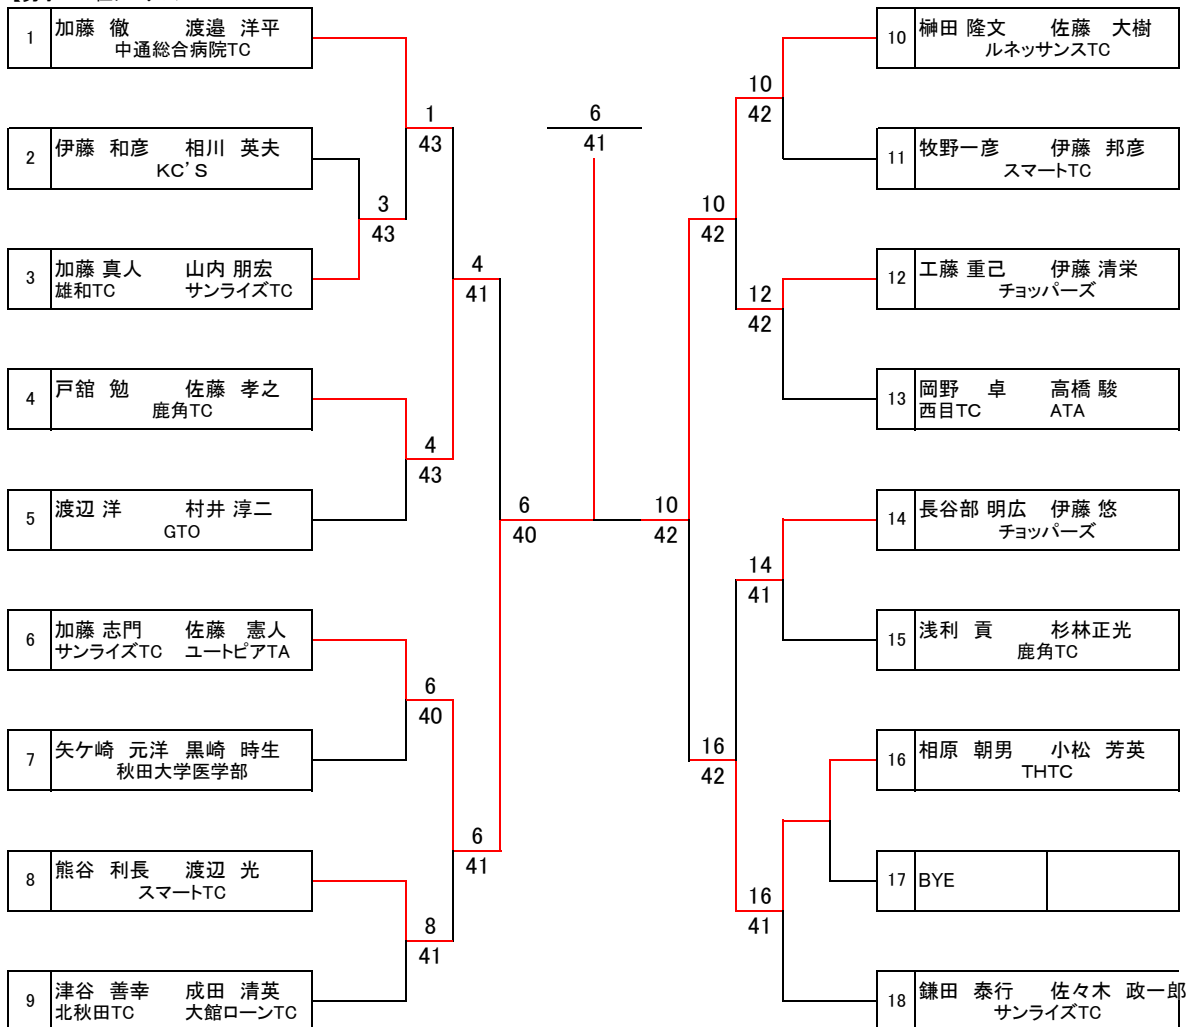 1 加藤 徹 渡邉 洋平
中通総合病院TC
2 伊藤 和彦 相川 英夫
KC'S
3 加藤 真人 山内 朋宏
雄和TC サンライズTC
4 戸舘 勉 佐藤 孝之
鹿角TC
5 渡辺 洋 村井 淳二
GTO
6 加藤 志門 佐藤 憲人
サンライズTC ユートピアTA
7 矢ケ崎 元洋 黒崎 時生
秋田大学医学部
8 熊谷 利長 渡辺 光
スマートTC
9 津谷 善幸 成田 清英
北秋田TC 大館ローンTC
1
43
3
43
4
41
4
43
6
40
6
40
6
41
8
41
6
41
10
42
10
42
10
42
12
42
14
41
16
42
16
41
10 榊田 隆文 佐藤 大樹
ルネッサンスTC
11 牧野一彦 伊藤 邦彦
スマートTC
12 工藤 重己 伊藤 清栄
チョッパーズ
13 岡野 卓 高橋 駿
西目TC ATA
14 長谷部 明広 伊藤 悠
チョッパーズ
15 浅利 貢 杉林正光
鹿角TC
16 相原 朝男 小松 芳英
THTC
17 BYE
18 鎌田 泰行 佐々木 政一郎
サンライズTC